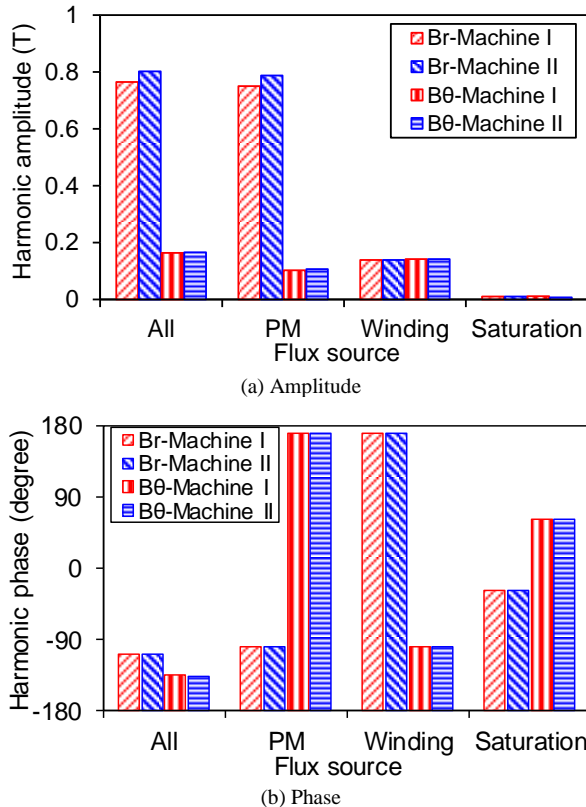 Harmonic amplitude (T)
1
0.8
0.6
0.4
0.2
0
Br-Machine I
Br-Machine II
Bθ-Machine I
Bθ-Machine II
All PM Winding Saturation
Flux source
(a) Amplitude
Harmonic phase (degree)
180
90
0
-90
-180
Br-Machine I
Br-Machine II
Bθ-Machine I
Bθ-Machine II
All PM Winding Saturation
Flux source
(b) Phase